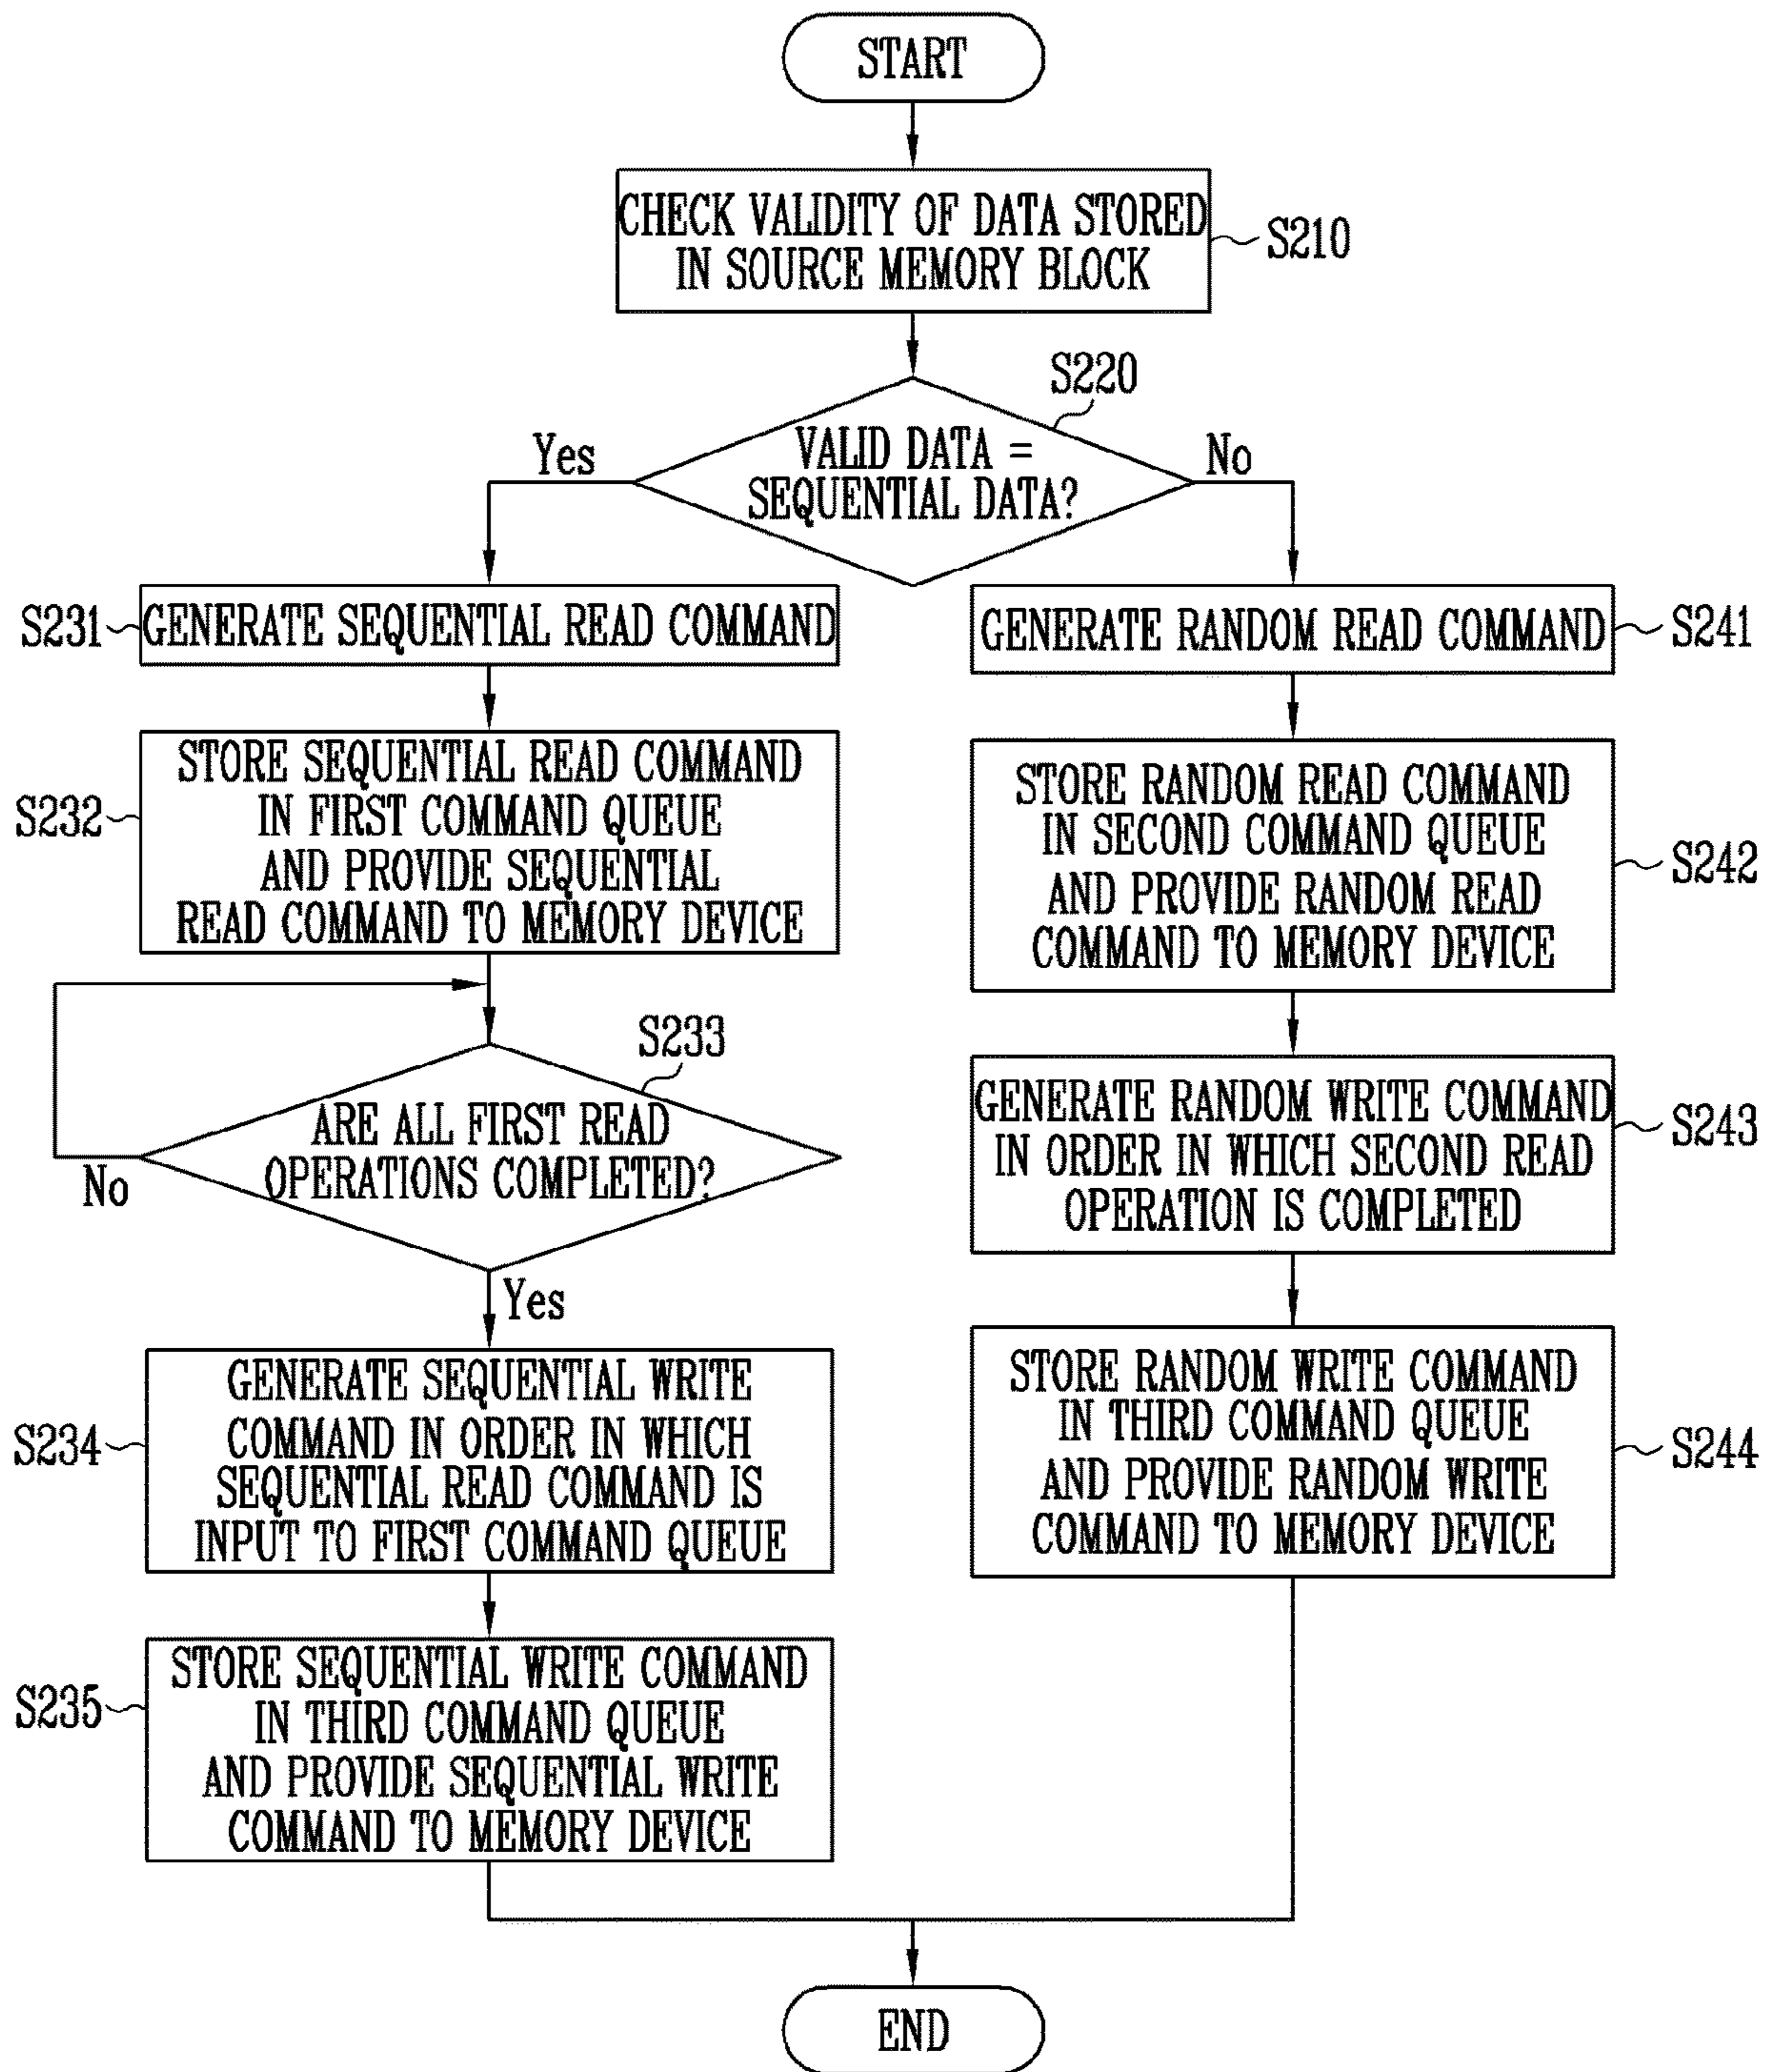 START
CHECK VALIDITY OF DATA STORED
IN SOURCE MEMORY BLOCK
S210
S220
VALID DATA =
SEQUENTIAL DATA?
Yes
No
S231
GENERATE SEQUENTIAL READ COMMAND
S232
STORE SEQUENTIAL READ COMMAND
IN FIRST COMMAND QUEUE
AND PROVIDE SEQUENTIAL
READ COMMAND TO MEMORY DEVICE
S233
ARE ALL FIRST READ
OPERATIONS COMPLETED?
No
Yes
S234
GENERATE SEQUENTIAL WRITE
COMMAND IN ORDER IN WHICH
SEQUENTIAL READ COMMAND IS
INPUT TO FIRST COMMAND QUEUE
S235
STORE SEQUENTIAL WRITE COMMAND
IN THIRD COMMAND QUEUE
AND PROVIDE SEQUENTIAL WRITE
COMMAND TO MEMORY DEVICE
GENERATE RANDOM READ COMMAND
S241
STORE RANDOM READ COMMAND
IN SECOND COMMAND QUEUE
AND PROVIDE RANDOM READ
COMMAND TO MEMORY DEVICE
S242
GENERATE RANDOM WRITE COMMAND
IN ORDER IN WHICH SECOND READ
OPERATION IS COMPLETED
S243
STORE RANDOM WRITE COMMAND
IN THIRD COMMAND QUEUE
AND PROVIDE RANDOM WRITE
COMMAND TO MEMORY DEVICE
S244
END